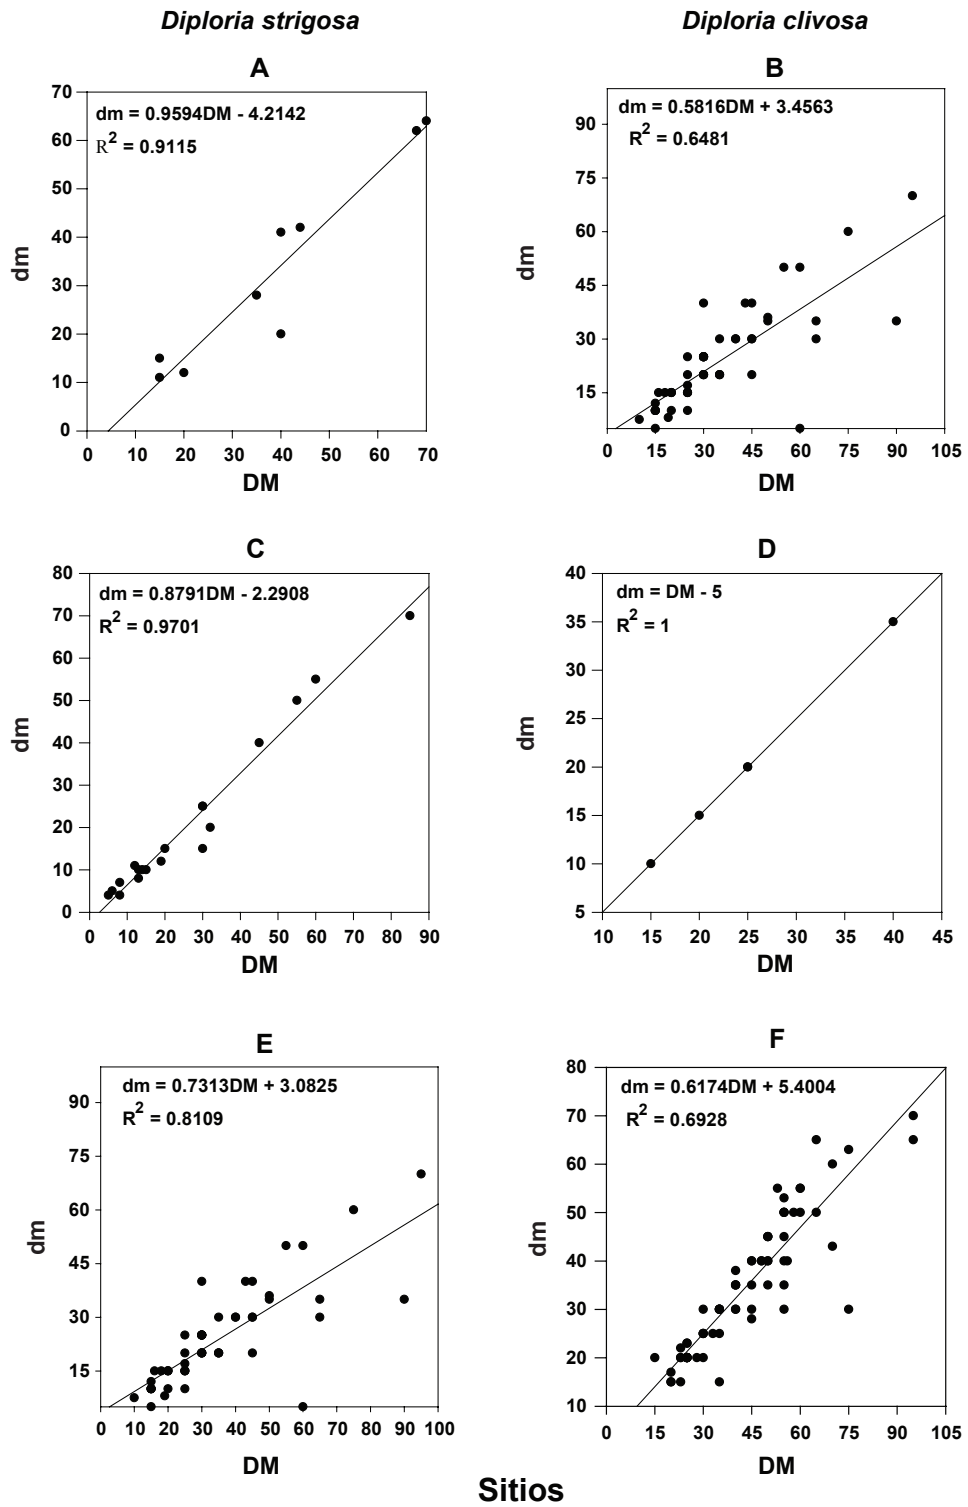 Diploria strigosa
Diploria clivosa
A
dm = 0.9594DM - 4.2142
R2 = 0.9115
70
60
50
40
30
20
10
0
dm
0 10 20 30 40 50 60 70
DM
B
dm = 0.5816DM + 3.4563
R2 = 0.6481
90
75
60
45
30
15
dm
0 15 30 45 60 75 90 105
DM
C
dm = 0.8791DM - 2.2908
R2 = 0.9701
80
70
60
50
40
30
20
10
0
dm
0 10 20 30 40 50 60 70 80 90
DM
D
dm = DM - 5
R2 = 1
40
35
30
25
20
15
10
5
dm
10 15 20 25 30 35 40 45
DM
E
dm = 0.7313DM + 3.0825
R2 = 0.8109
90
75
60
45
30
15
dm
0 10 20 30 40 50 60 70 80 90 100
DM
F
dm = 0.6174DM + 5.4004
R2 = 0.6928
80
70
60
50
40
30
20
10
dm
0 15 30 45 60 75 90 105
DM
Sitios